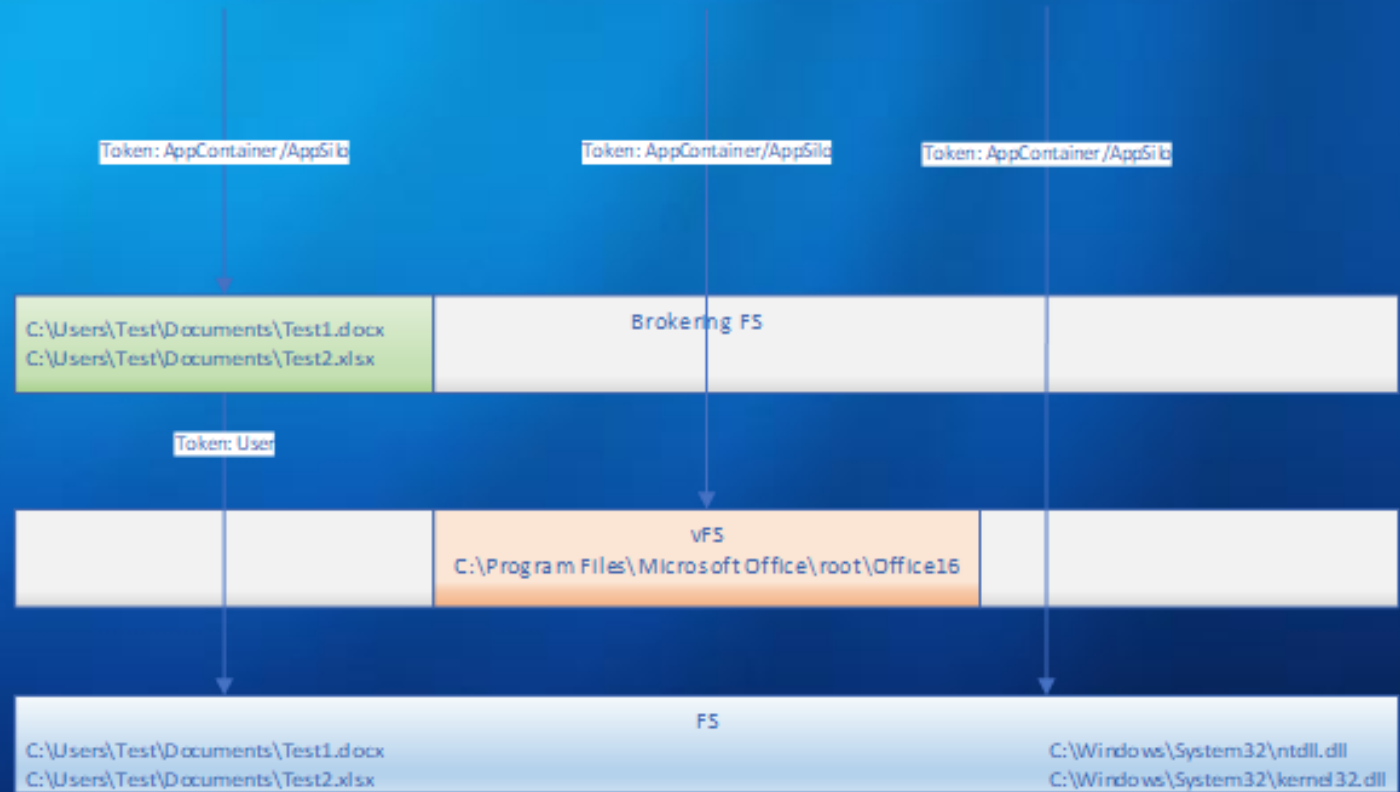 Token: AppContainer/AppSilo
Token: AppContainer/AppSilo
Token: AppContainer/AppSilo
C:\Users\Test\Documents\Test1.docx
C:\Users\Test\Documents\Test2.xlsx
Brokering FS
Token: User
vFS
C:\Program Files\Microsoft Office\root\Office16
FS
C:\Users\Test\Documents\Test1.docx
C:\Users\Test\Documents\Test2.xlsx
C:\Windows\System32\ntdll.dll
C:\Windows\System32\kernel32.dll